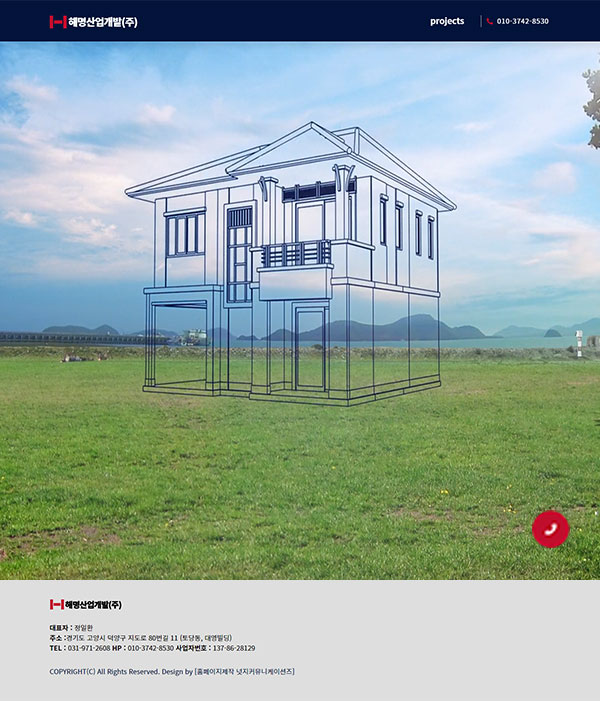 혜명산업개발(주)
projects
010-3742-8530
혜명산업개발(주)
대표자 : 정일환
주소 :경기도 고양시 덕양구 지도로 80번길 11 (토당동, 대영빌딩)
TEL : 031-971-2608 HP : 010-3742-8530 사업자번호 : 137-86-28129
COPYRIGHT(C) All Rights Reserved. Design by [홈페이지제작 넛지커뮤니케이션즈]